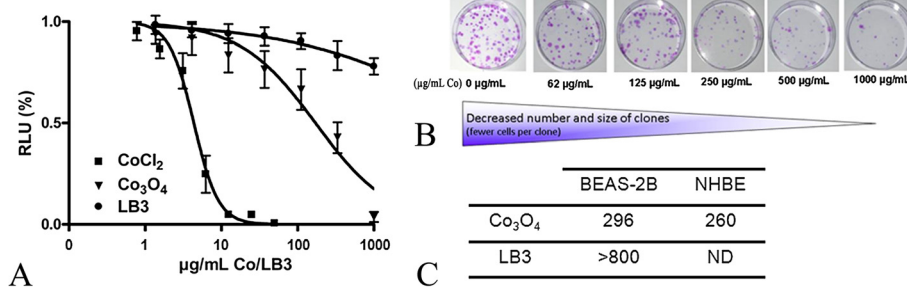 RLU (%)
1.0
0.5
0.0
CoCl₂
Co₃O₄
LB3
0 1 10 100 1000
µg/mL Co/LB3
A
(µg/mL Co) 0 µg/mL 62 µg/mL 125 µg/mL 250 µg/mL 500 µg/mL 1000 µg/mL
Decreased number and size of clones
(fewer cells per clone)
B
BEAS-2B NHBE
Co₃O₄ 296 260
LB3 >800 ND
C